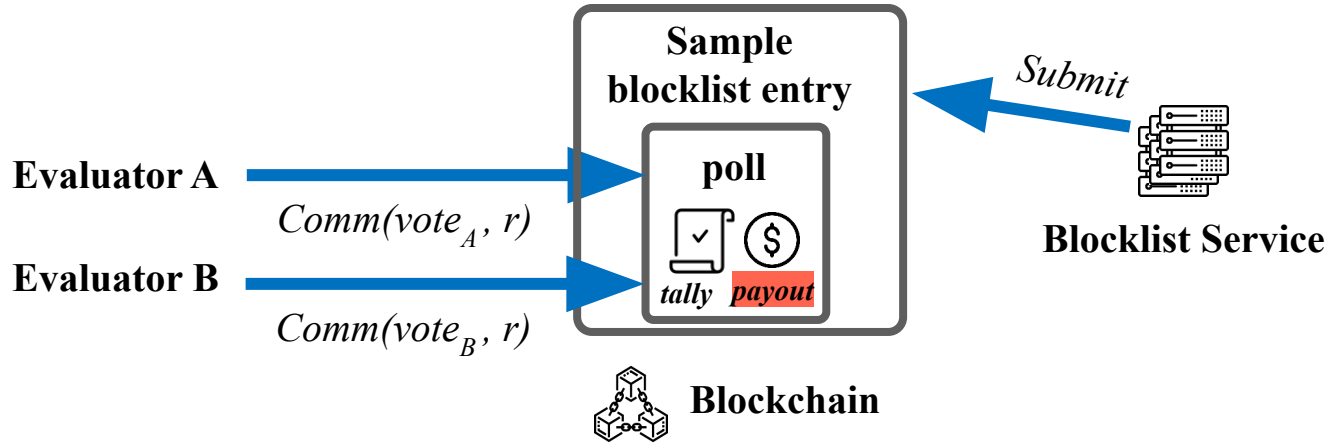 Sample
blocklist entry
Submit
poll
Evaluator A
Comm(vote_A, r)
Evaluator B
Comm(vote_B, r)
tally
payout
Blocklist Service
Blockchain